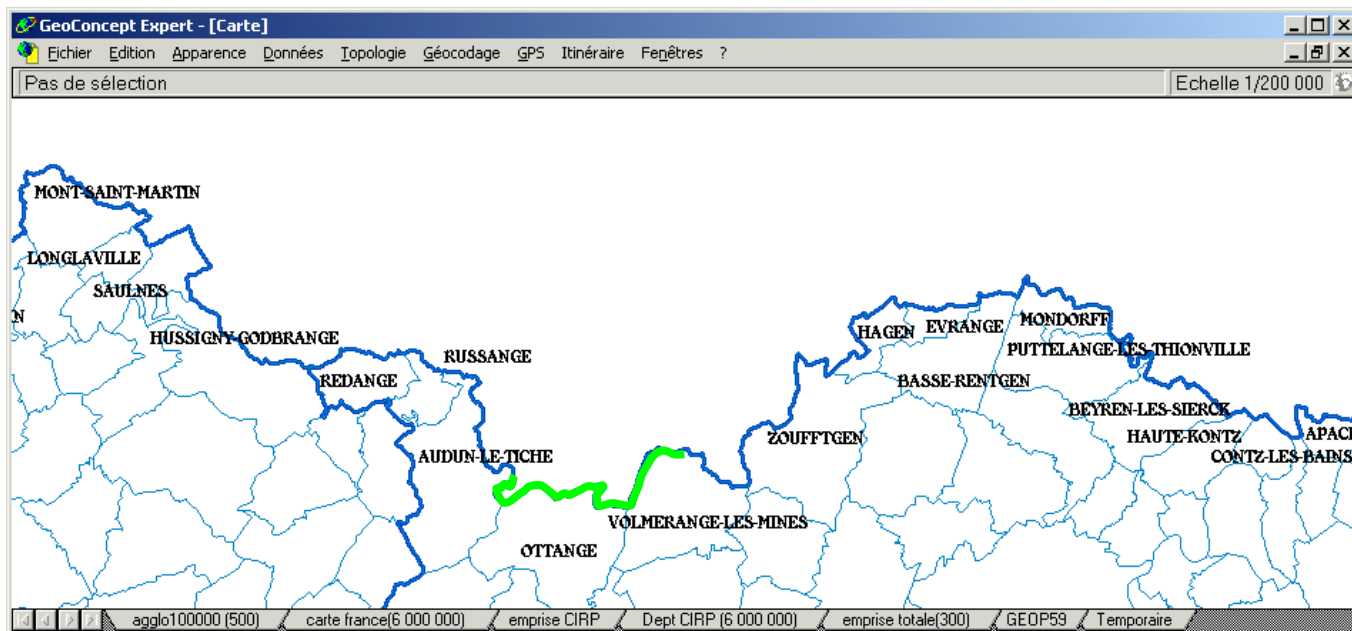 GeoConcept Expert - [Carte]
Fichier Edition Apparence Données Topologie Géocodage GPS Itinéraire Fenêtres ?
Pas de sélection Echelle 1/200 000
MONT-SAINT-MARTIN
LONGLAVILLE
SAULNES
N
HUSSIGNY-GODBRANGE
RUSSANGE
REDANGE
HAGEN
EVRANGE
MONDORFF
PUTTELANGE-LES-THIONVILLE
BASSE-RENTGEN
BEYREN-LES-SIERCK
ZOUFFTGEN
HAUTE-KONTZ
APACH
AUDUN-LE-TICHE
CONTZ-LES-BAINS
VOLMERANGE-LES-MINES
OTTANGE
agglo100000 (500) carte france(6 000 000) emprise CIRP Dept CIRP (6 000 000) emprise totale(300) GEOP59 Temporaire